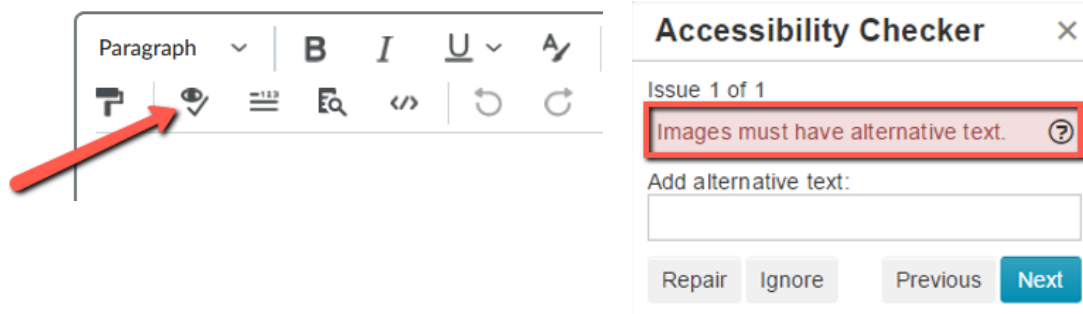 Paragraph
B I U A
123
</>
Accessibility Checker
Issue 1 of 1
Images must have alternative text. ?
Add alternative text:
Repair Ignore Previous Next